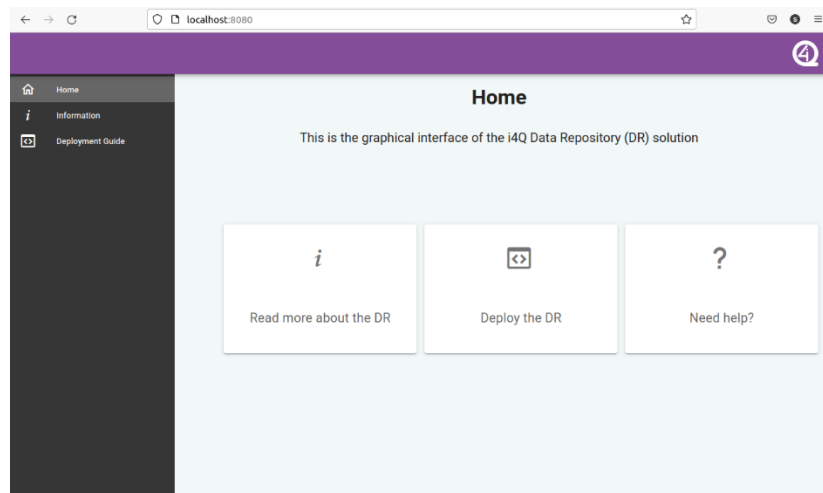 localhost:8080
S
i4Q
Home
i Information
Deployment Guide
Home
This is the graphical interface of the i4Q Data Repository (DR) solution
i
Read more about the DR
Deploy the DR
?
Need help?